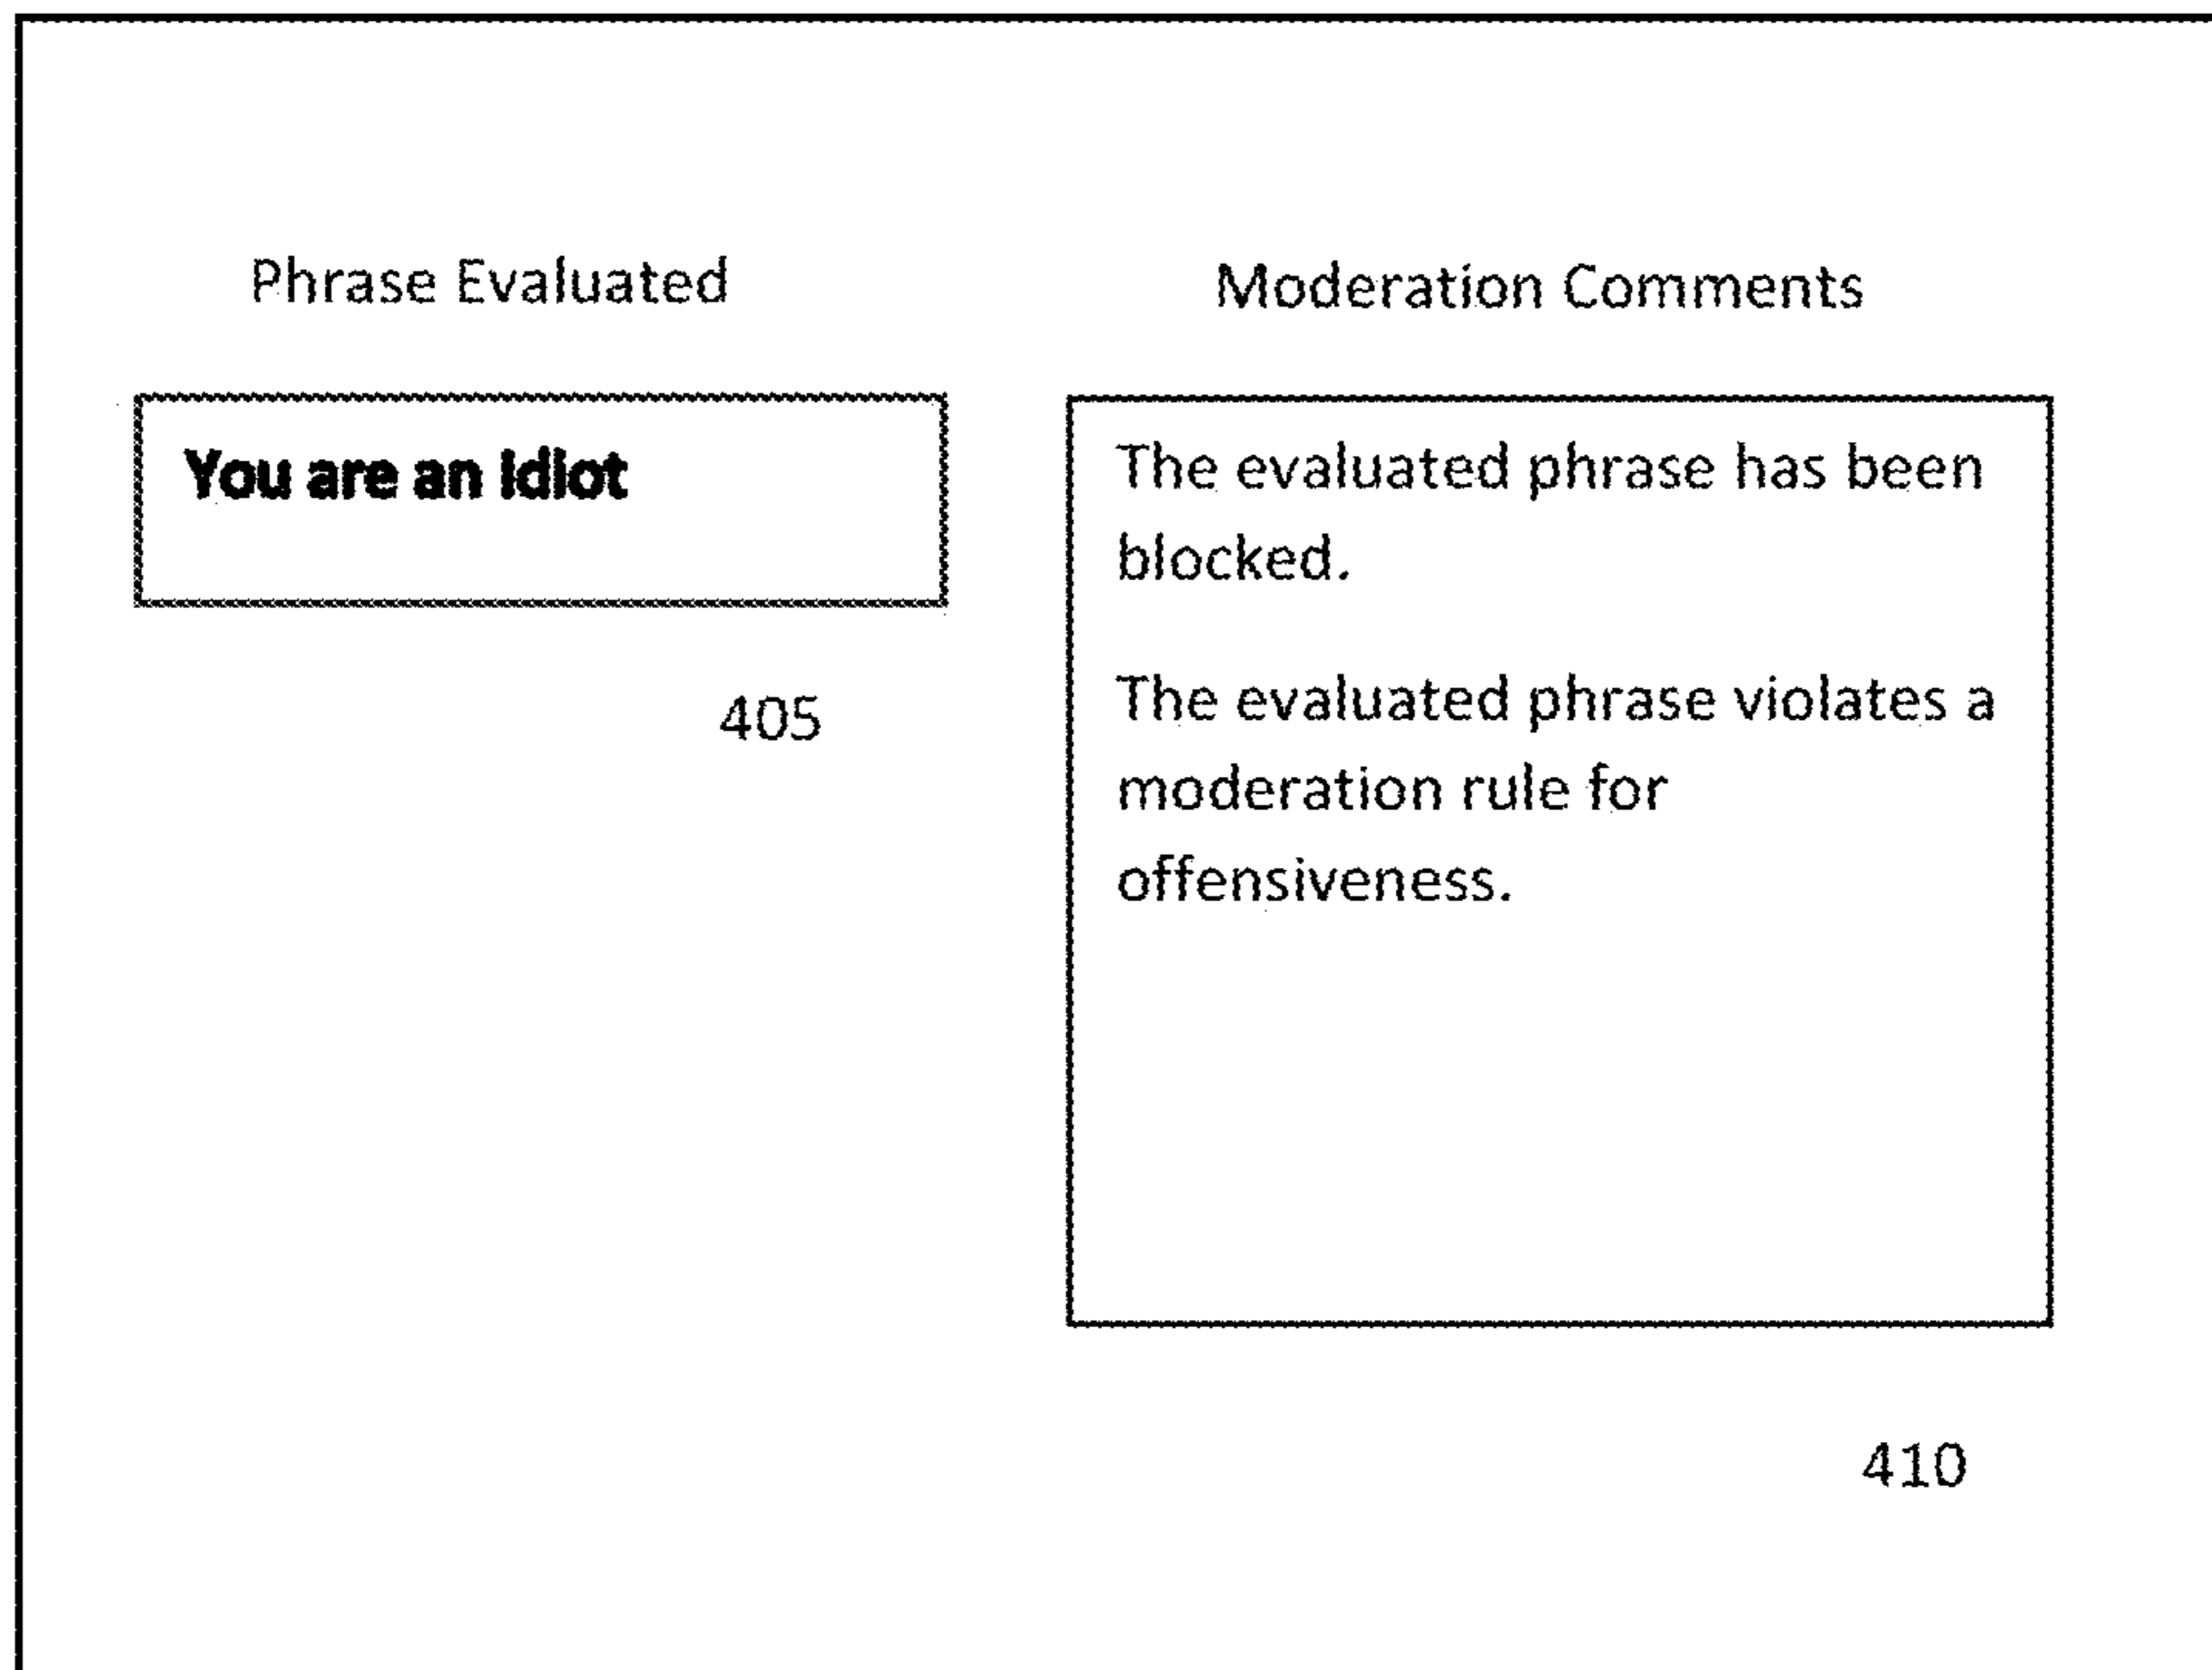 Phrase Evaluated
You are an Idiot
405
Moderation Comments
The evaluated phrase has been
blocked.
The evaluated phrase violates a
moderation rule for
offensiveness.
410